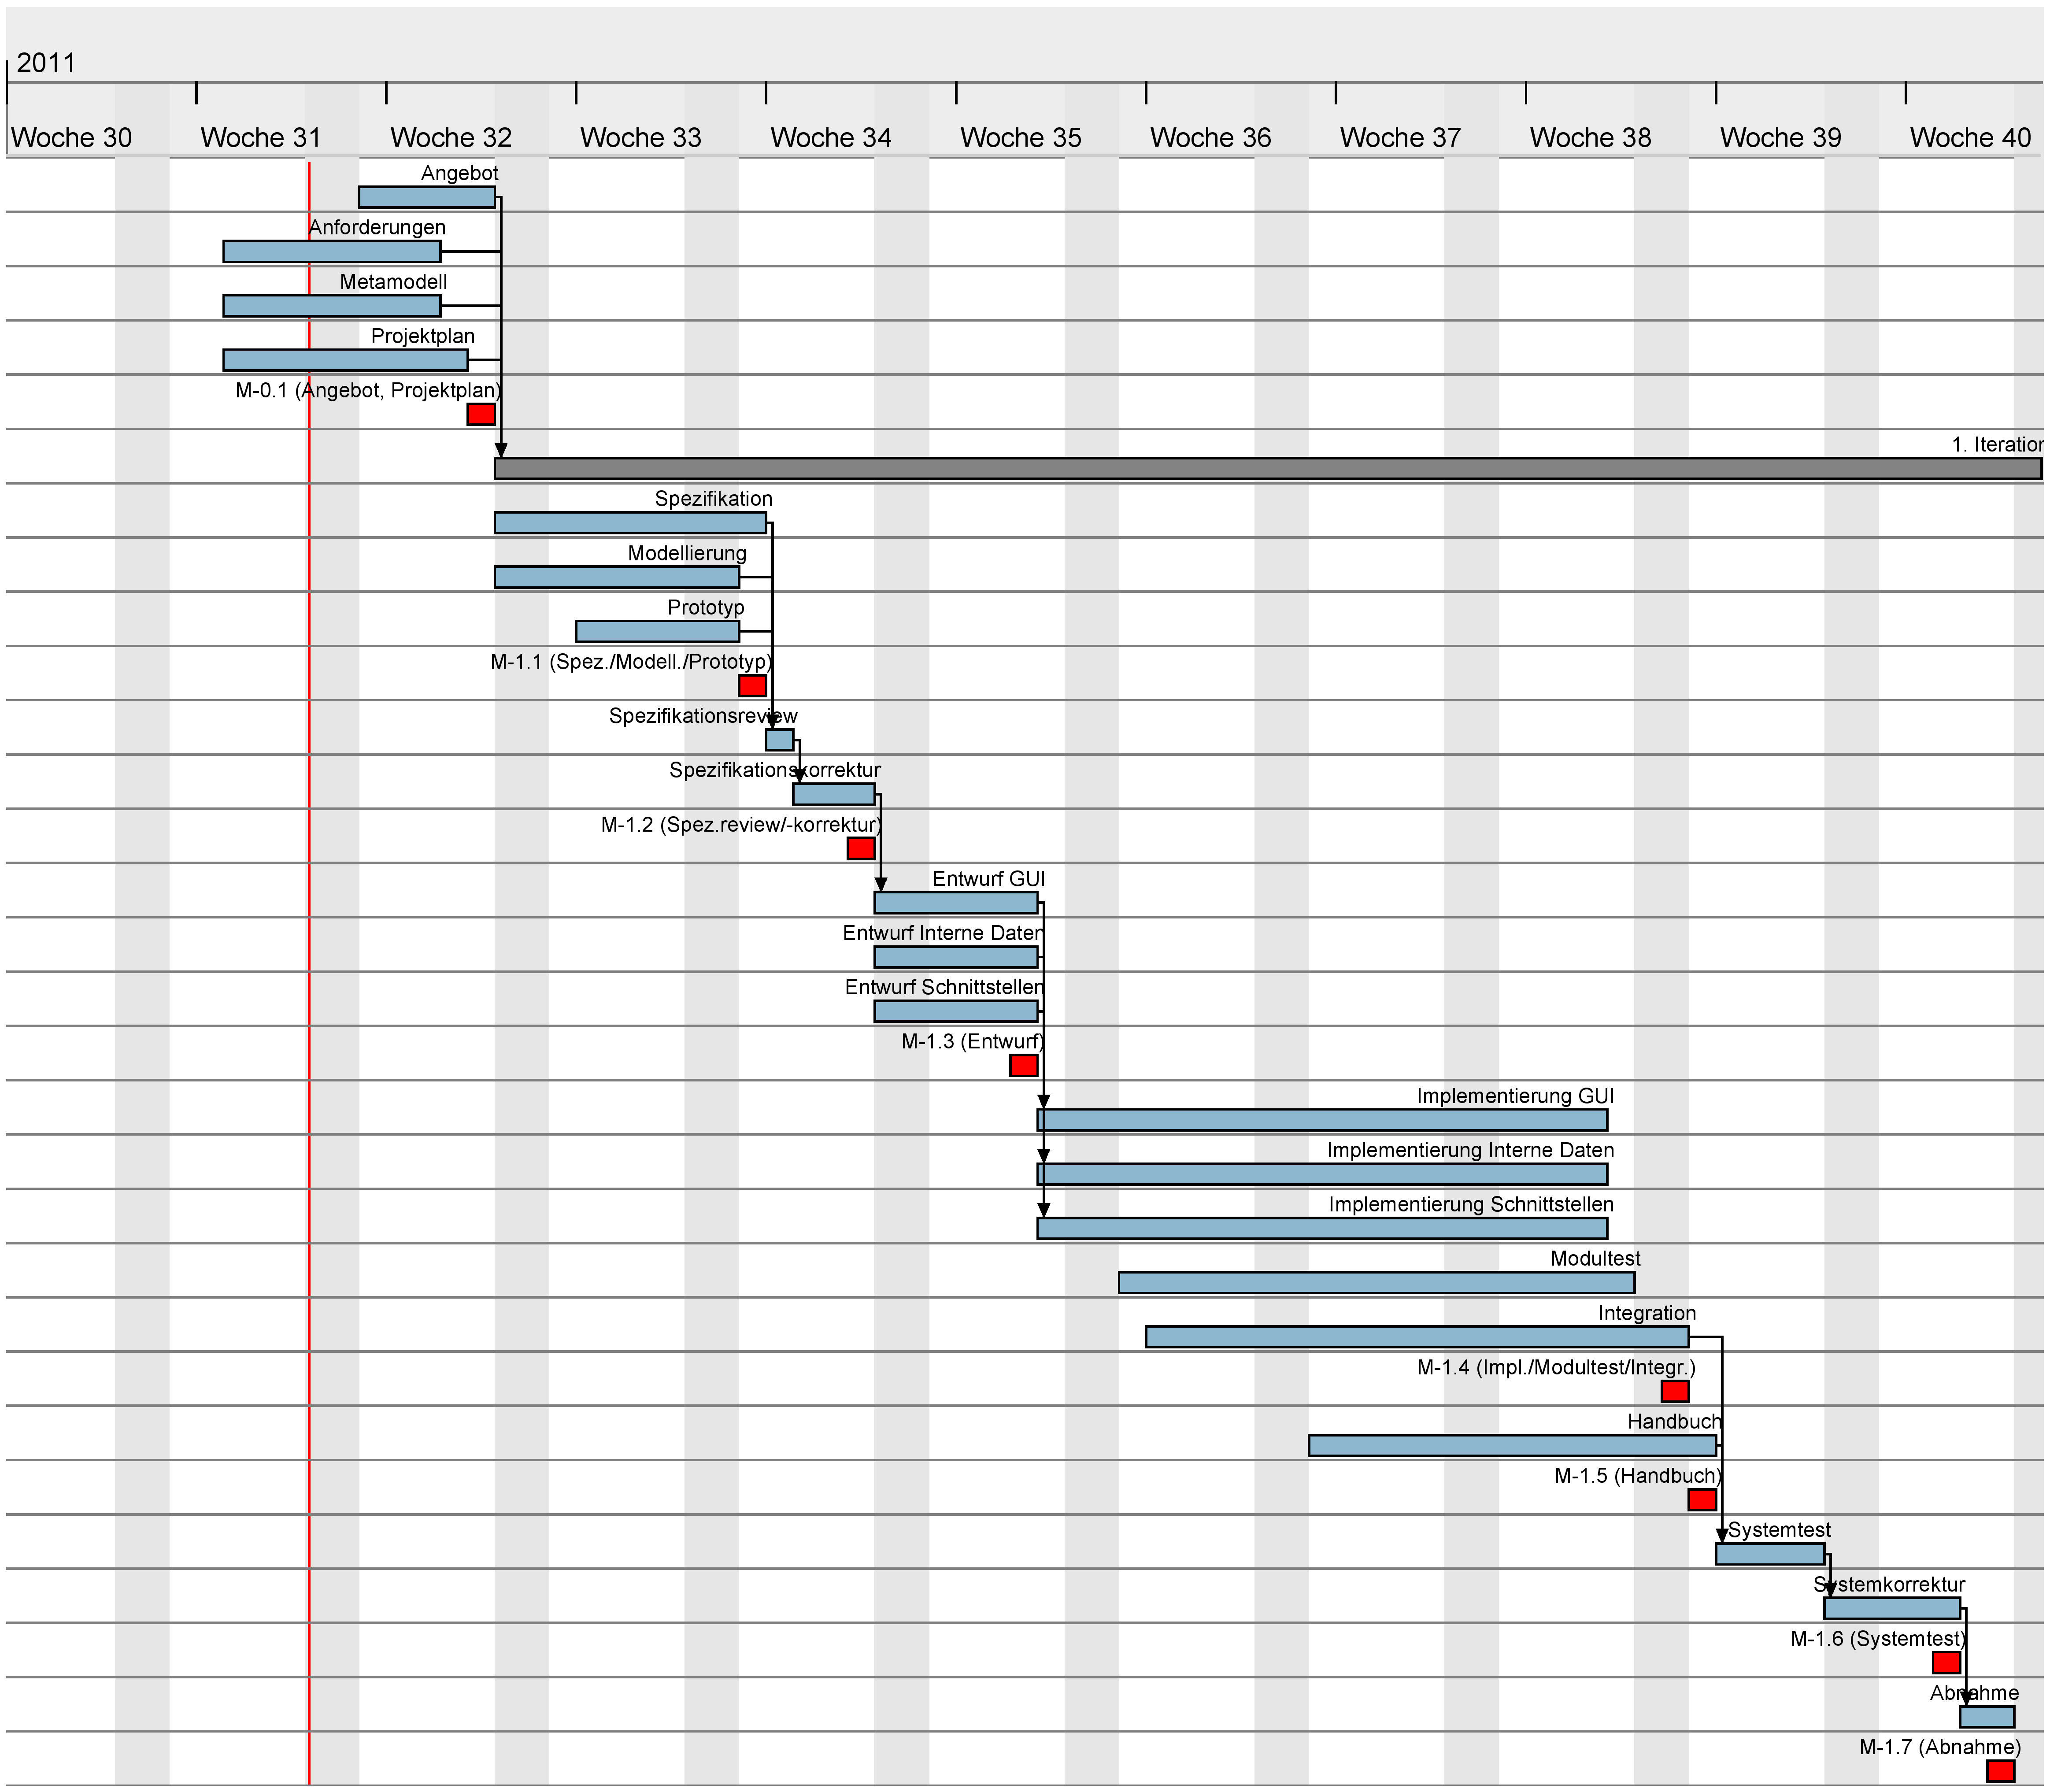 2011
Woche 30 Woche 31 Woche 32 Woche 33 Woche 34 Woche 35 Woche 36 Woche 37 Woche 38 Woche 39 Woche 40
Angebot
Anforderungen
Metamodell
Projektplan
M-0.1 (Angebot, Projektplan)
1. Iteration
Spezifikation
Modellierung
Prototyp
M-1.1 (Spez./Modell./Prototyp)
Spezifikationsreview
Spezifikationskorrektur
M-1.2 (Spez.review/-korrektur)
Entwurf GUI
Entwurf Interne Daten
Entwurf Schnittstellen
M-1.3 (Entwurf)
Implementierung GUI
Implementierung Interne Daten
Implementierung Schnittstellen
Modultest
Integration
M-1.4 (Impl./Modultest/Integr.)
Handbuch
M-1.5 (Handbuch)
Systemtest
Systemkorrektur
M-1.6 (Systemtest)
Abnahme
M-1.7 (Abnahme)